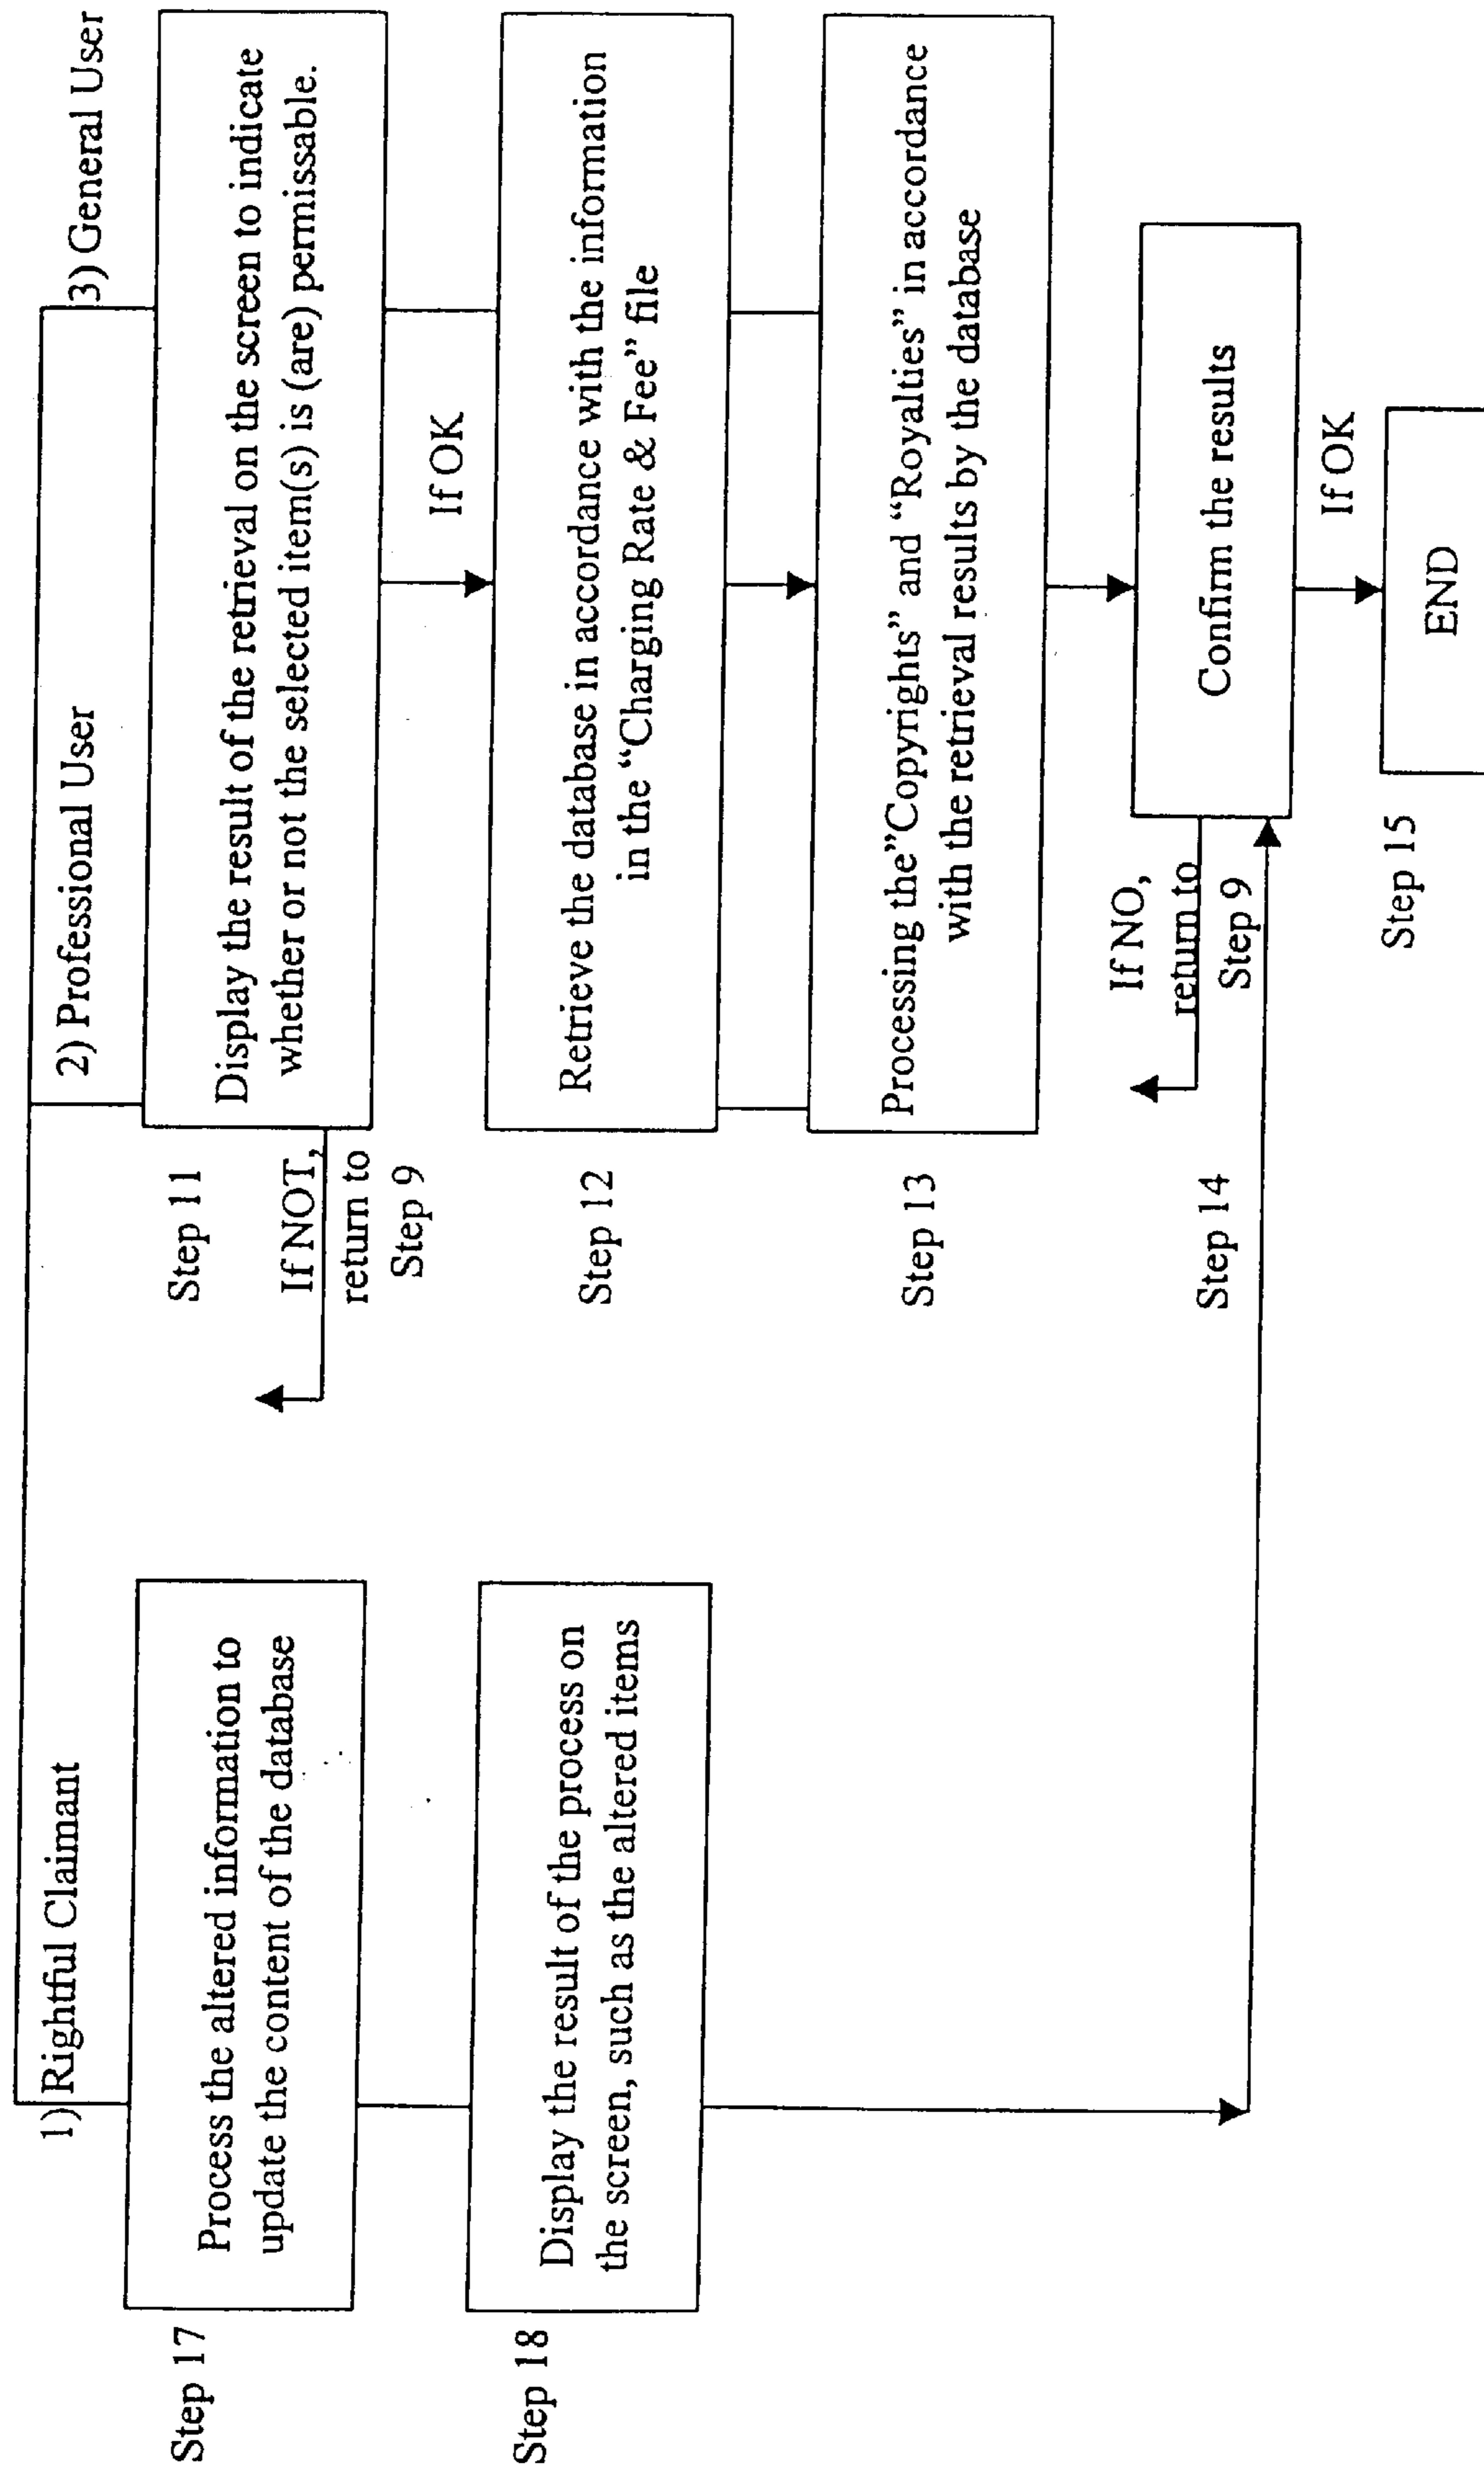 1) Rightful Claimant
2) Professional User
3) General User
Step 17
Process the altered information to
update the content of the database
Step 18
Display the result of the process on
the screen, such as the altered items
Step 11
Display the result of the retrieval on the screen to indicate
whether or not the selected item(s) is (are) permissable.
If NOT,
return to
Step 9
If OK
Step 12
Retrieve the database in accordance with the information
in the “Charging Rate & Fee” file
Step 13
Processing the”Copyrights” and “Royalties” in accordance
with the retrieval results by the database
Step 14
Confirm the results
If NO,
return to
Step 9
If OK
Step 15
END